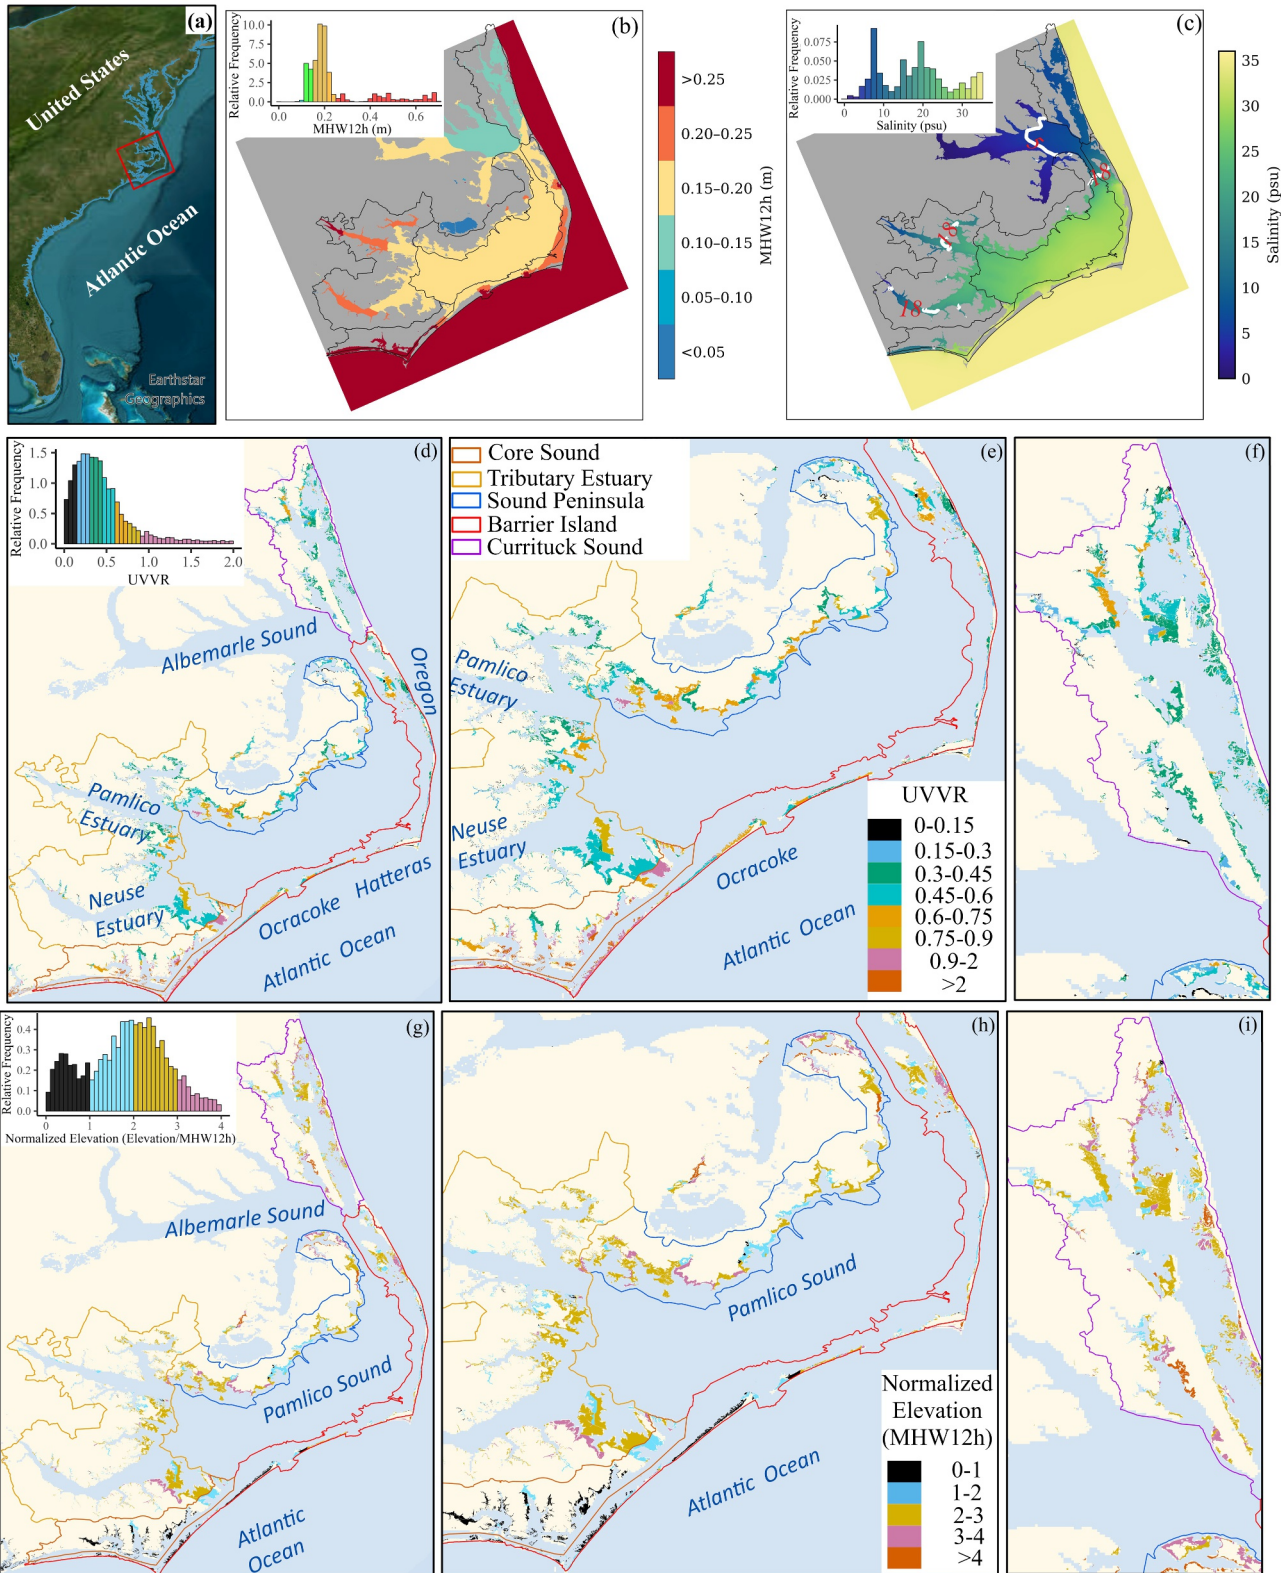 (a)
United States
Atlantic Ocean
Earthstar
Geographics
(b)
Relative Frequency
10.0
7.5
5.0
2.5
0.0
0.0 0.2 0.4 0.6
MHW12h (m)
>0.25
0.20–0.25
0.15–0.20
0.10–0.15
0.05–0.10
<0.05
MHW12h (m)
(c)
Relative Frequency
0.075
0.050
0.025
0.000
0 10 20 30
Salinity (psu)
5
18
18
18
35
30
25
20
15
10
5
0
Salinity (psu)
(d)
Relative Frequency
1.5
1.0
0.5
0.0
0.0 0.5 1.0 1.5 2.0
UVVR
Albemarle Sound
Oregon
Pamlico
Estuary
Neuse
Estuary
Hatteras
Ocracoke
Atlantic Ocean
(e)
Core Sound
Tributary Estuary
Sound Peninsula
Barrier Island
Currituck Sound
Pamlico
Estuary
Neuse
Estuary
Ocracoke
Atlantic Ocean
UVVR
0-0.15
0.15-0.3
0.3-0.45
0.45-0.6
0.6-0.75
0.75-0.9
0.9-2
>2
(f)
(g)
Relative Frequency
0.4
0.3
0.2
0.1
0.0
0 1 2 3 4
Normalized Elevation (Elevation/MHW12h)
Albemarle Sound
Pamlico Sound
Atlantic
Ocean
(h)
Pamlico Sound
Atlantic Ocean
Normalized
Elevation
(MHW12h)
0-1
1-2
2-3
3-4
>4
(i)